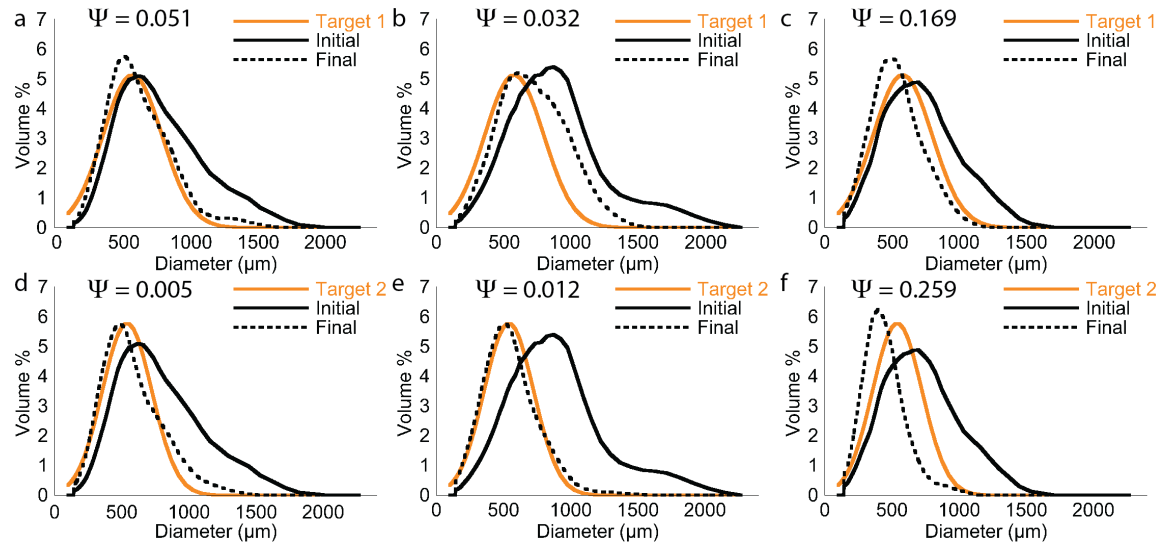 a
Ψ = 0.051
Target 1
Initial
Final
7
6
5
4
3
2
1
0
Volume %
0 500 1000 1500 2000
Diameter (µm)
b
Ψ = 0.032
Target 1
Initial
Final
7
6
5
4
3
2
1
0
Volume %
0 500 1000 1500 2000
Diameter (µm)
c
Ψ = 0.169
Target 1
Initial
Final
7
6
5
4
3
2
1
0
Volume %
0 500 1000 1500 2000
Diameter (µm)
d
Ψ = 0.005
Target 2
Initial
Final
7
6
5
4
3
2
1
0
Volume %
0 500 1000 1500 2000
Diameter (µm)
e
Ψ = 0.012
Target 2
Initial
Final
7
6
5
4
3
2
1
0
Volume %
0 500 1000 1500 2000
Diameter (µm)
f
Ψ = 0.259
Target 2
Initial
Final
7
6
5
4
3
2
1
0
Volume %
0 500 1000 1500 2000
Diameter (µm)